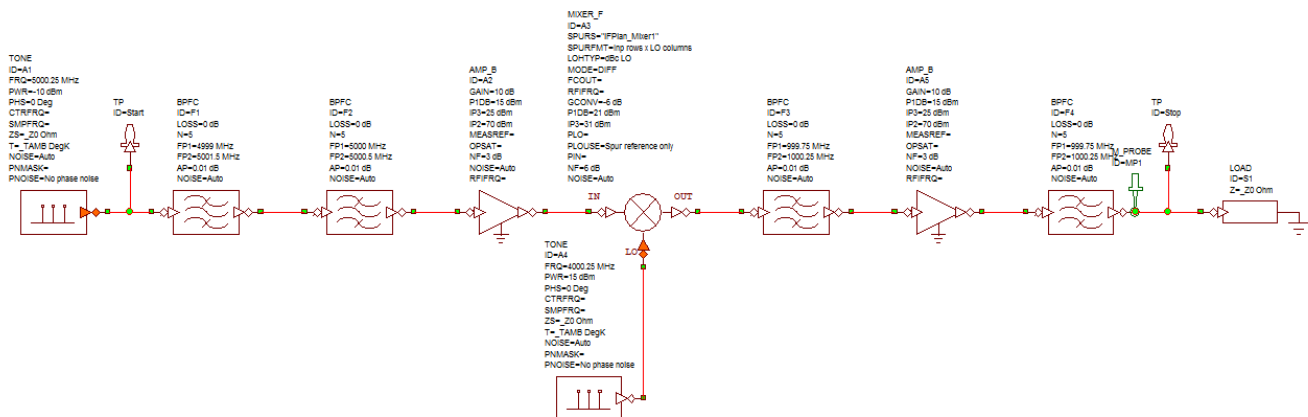 TONE
ID=A1
FRQ=5000.25 MHz
PWR=-10 dBm
PHS=0 Deg
CTRFRQ=
SMPFRQ=
ZS=_Z0 Ohm
T=_TAMB DegK
NOISE=Auto
PNMASK=
PNOISE=No phase noise
TP
ID=Start
BPFC
ID=F1
LOSS=0 dB
N=5
FP1=4999 MHz
FP2=5001.5 MHz
AP=0.01 dB
NOISE=Auto
BPFC
ID=F2
LOSS=0 dB
N=5
FP1=5000 MHz
FP2=5000.5 MHz
AP=0.01 dB
NOISE=Auto
AMP_B
ID=A2
GAIN=10 dB
P1DB=15 dBm
IP3=25 dBm
IP2=70 dBm
MEASREF=
OPSAT=
NF=3 dB
NOISE=Auto
RFIFRQ=
MIXER_F
ID=A3
SPURS="IFPlan_Mixer1"
SPURFMT=Inp rows x LO columns
LOHTYP=dBc LO
MODE=DIFF
FCOUT=
RFIFRQ=
GCONV=-6 dB
P1DB=21 dBm
IP3=31 dBm
PLO=
PLOUSE=Spur reference only
PIN=
NF=6 dB
NOISE=Auto
IN
OUT
LO
TONE
ID=A4
FRQ=4000.25 MHz
PWR=15 dBm
PHS=0 Deg
CTRFRQ=
SMPFRQ=
ZS=_Z0 Ohm
T=_TAMB DegK
NOISE=Auto
PNMASK=
PNOISE=No phase noise
BPFC
ID=F3
LOSS=0 dB
N=5
FP1=999.75 MHz
FP2=1000.25 MHz
AP=0.01 dB
NOISE=Auto
AMP_B
ID=A5
GAIN=10 dB
P1DB=15 dBm
IP3=25 dBm
IP2=70 dBm
MEASREF=
OPSAT=
NF=3 dB
NOISE=Auto
RFIFRQ=
BPFC
ID=F4
LOSS=0 dB
N=5
FP1=999.75 MHz
FP2=1000.25 MHz
AP=0.01 dB
NOISE=Auto
TP
ID=Stop
M_PROBE
ID=MP1
LOAD
ID=S1
Z=_Z0 Ohm